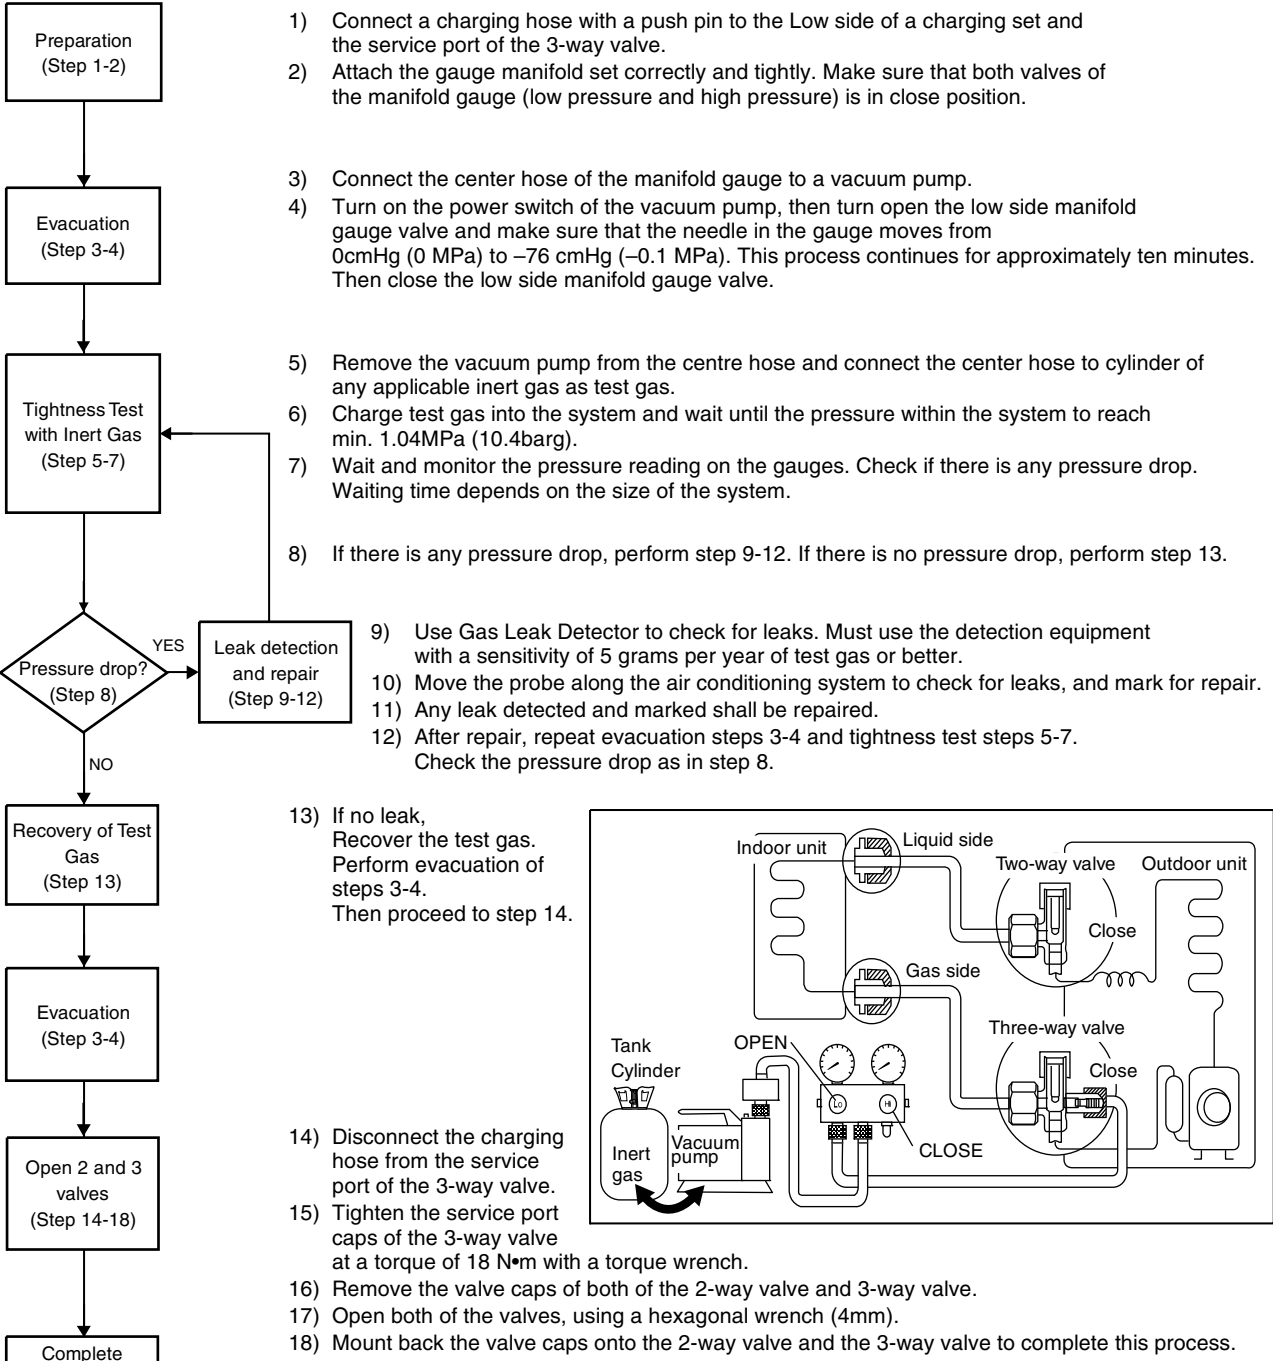 Preparation
(Step 1-2)
1) Connect a charging hose with a push pin to the Low side of a charging set and
the service port of the 3-way valve.
2) Attach the gauge manifold set correctly and tightly. Make sure that both valves of
the manifold gauge (low pressure and high pressure) is in close position.
Evacuation
(Step 3-4)
3) Connect the center hose of the manifold gauge to a vacuum pump.
4) Turn on the power switch of the vacuum pump, then turn open the low side manifold
gauge valve and make sure that the needle in the gauge moves from
0cmHg (0 MPa) to –76 cmHg (–0.1 MPa). This process continues for approximately ten minutes.
Then close the low side manifold gauge valve.
Tightness Test
with Inert Gas
(Step 5-7)
5) Remove the vacuum pump from the centre hose and connect the center hose to cylinder of
any applicable inert gas as test gas.
6) Charge test gas into the system and wait until the pressure within the system to reach
min. 1.04MPa (10.4barg).
7) Wait and monitor the pressure reading on the gauges. Check if there is any pressure drop.
Waiting time depends on the size of the system.
8) If there is any pressure drop, perform step 9-12. If there is no pressure drop, perform step 13.
Pressure drop?
(Step 8)
YES
NO
Leak detection
and repair
(Step 9-12)
9) Use Gas Leak Detector to check for leaks. Must use the detection equipment
with a sensitivity of 5 grams per year of test gas or better.
10) Move the probe along the air conditioning system to check for leaks, and mark for repair.
11) Any leak detected and marked shall be repaired.
12) After repair, repeat evacuation steps 3-4 and tightness test steps 5-7.
Check the pressure drop as in step 8.
Recovery of Test
Gas
(Step 13)
13) If no leak,
Recover the test gas.
Perform evacuation of
steps 3-4.
Then proceed to step 14.
Indoor unit
Liquid side
Two-way valve
Outdoor unit
Close
Gas side
Three-way valve
Close
OPEN
Tank
Cylinder
Lo
Hi
CLOSE
Inert
gas
Vacuum
pump
Evacuation
(Step 3-4)
Open 2 and 3
valves
(Step 14-18)
14) Disconnect the charging
hose from the service
port of the 3-way valve.
15) Tighten the service port
caps of the 3-way valve
at a torque of 18 N•m with a torque wrench.
16) Remove the valve caps of both of the 2-way valve and 3-way valve.
17) Open both of the valves, using a hexagonal wrench (4mm).
18) Mount back the valve caps onto the 2-way valve and the 3-way valve to complete this process.
Complete